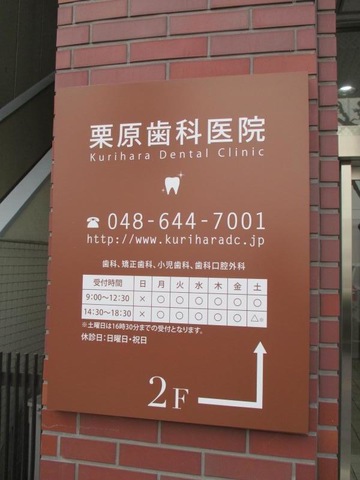 栗原歯科医院
Kurihara Dental Clinic
☎ 048-644-7001
http://www.kuriharadc.jp
歯科、矯正歯科、小児歯科、歯科口腔外科
受付時間 日 月 火 水 木 金 土
9:00～12:30 × ○ ○ ○ ○ ○ ○
14:30～18:30 × ○ ○ ○ ○ ○ △※
※土曜日は16時30分までの受付となります。
休診日：日曜日・祝日
2F